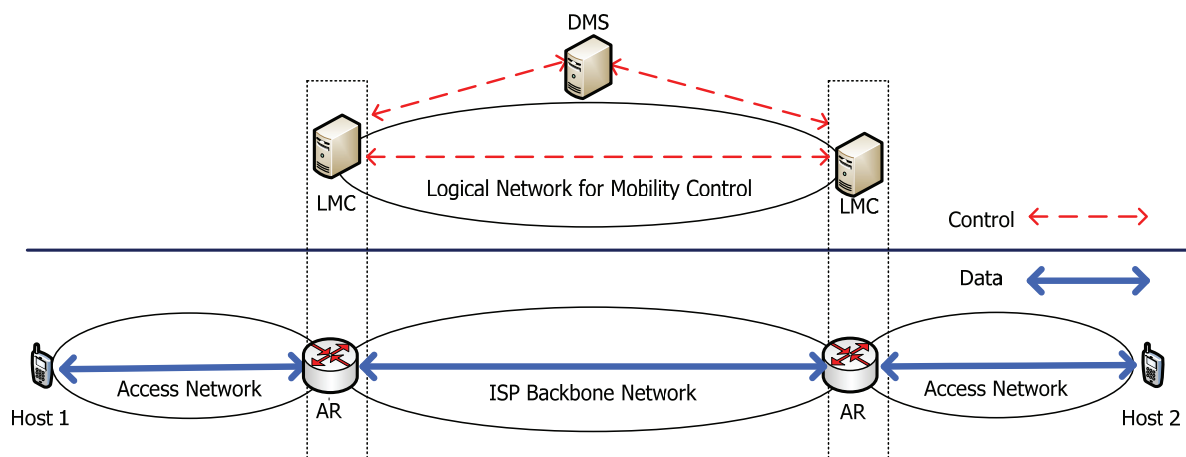 DMS
Logical Network for Mobility Control
LMC
LMC
Control
Data
Access Network
ISP Backbone Network
Access Network
Host 1
AR
AR
Host 2